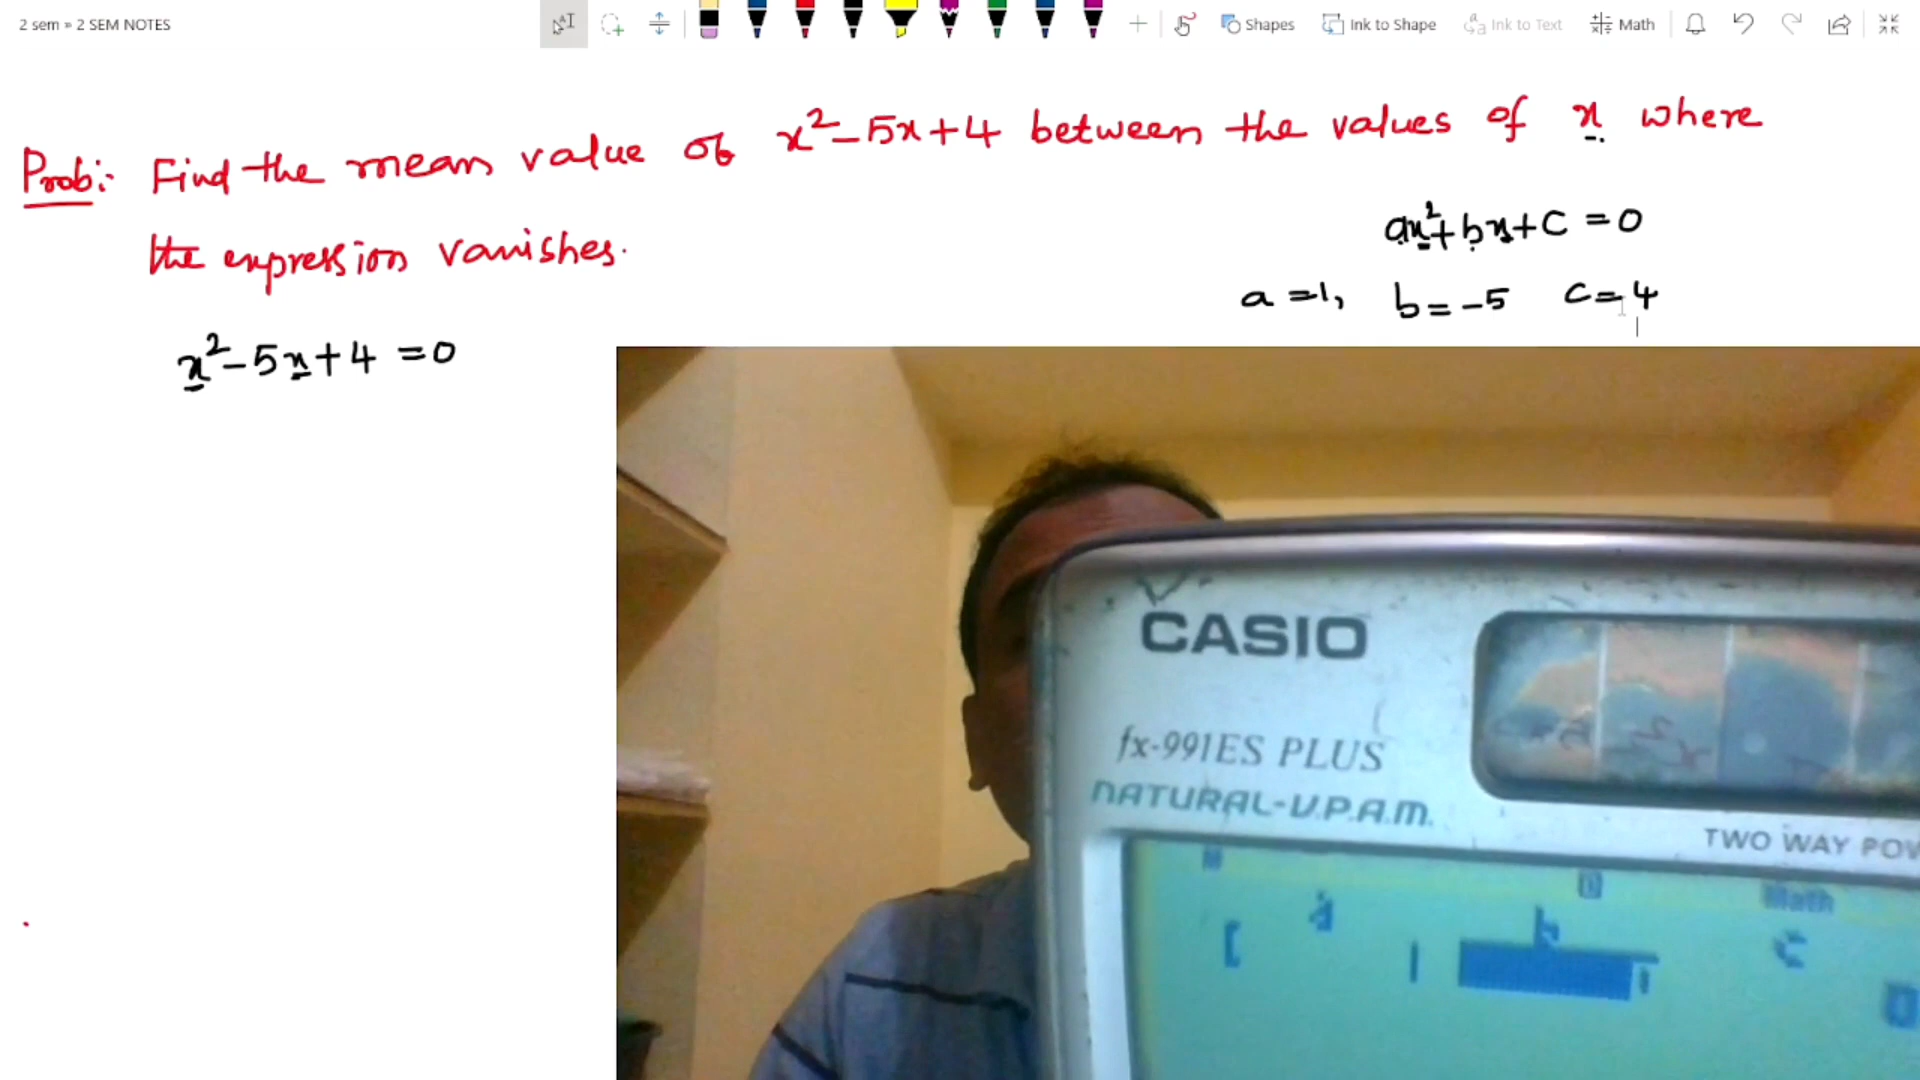 2 sem » 2 SEM NOTES
Shapes Ink to Shape Ink to Text Math
Prob:- Find the mean value of x²-5x+4 between the values of x where
the expression vanishes.
ax²+bx+c =0
a =1, b= -5 c=4
x²-5x+4 =0
CASIO
fx-991ES PLUS
NATURAL-V.P.A.M.
TWO WAY POW
Math
a b c